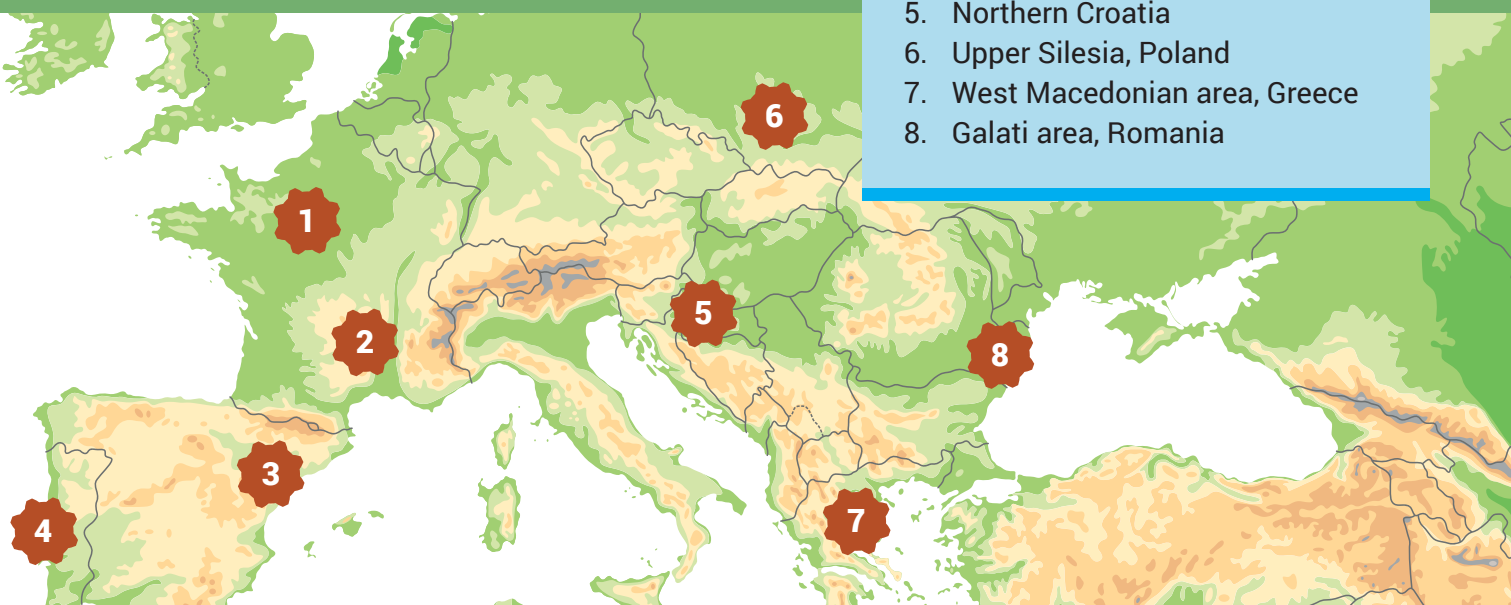 5. Northern Croatia
6. Upper Silesia, Poland
7. West Macedonian area, Greece
8. Galati area, Romania
6
1
5
2
8
3
7
4